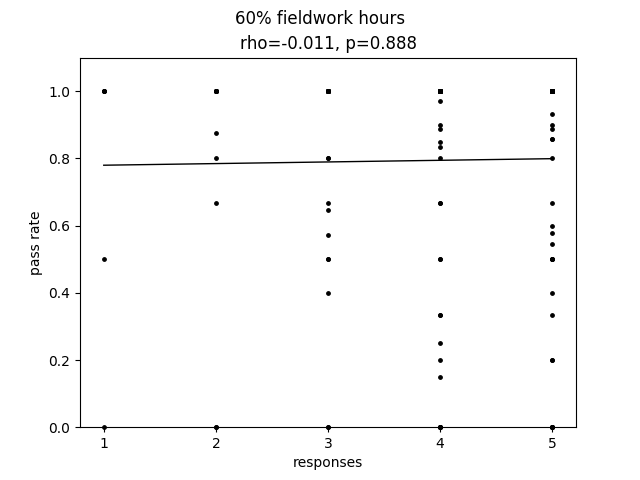 60% fieldwork hours
rho=-0.011, p=0.888
1.0
0.8
0.6
0.4
0.2
0.0
pass rate
1 2 3 4 5
responses